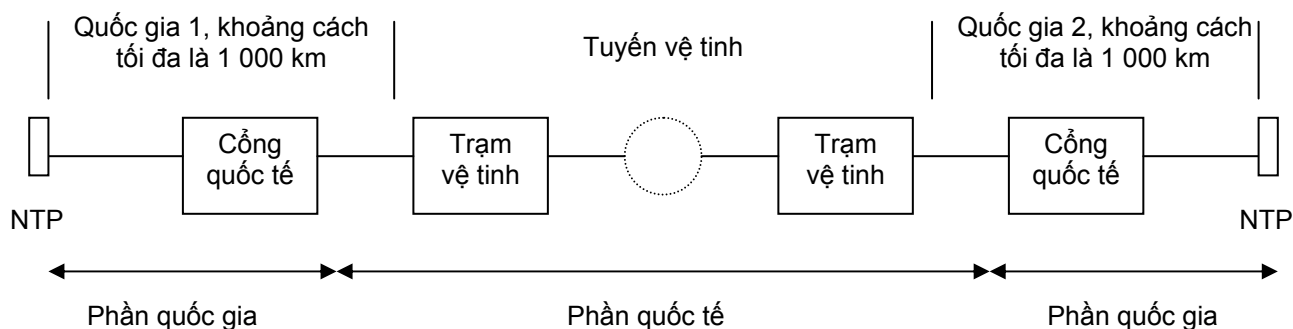 Quốc gia 1, khoảng cách
tối đa là 1 000 km
Tuyến vệ tinh
Quốc gia 2, khoảng cách
tối đa là 1 000 km
Cổng
quốc tế
Trạm
vệ tinh
Trạm
vệ tinh
Cổng
quốc tế
NTP
NTP
Phần quốc gia
Phần quốc tế
Phần quốc gia